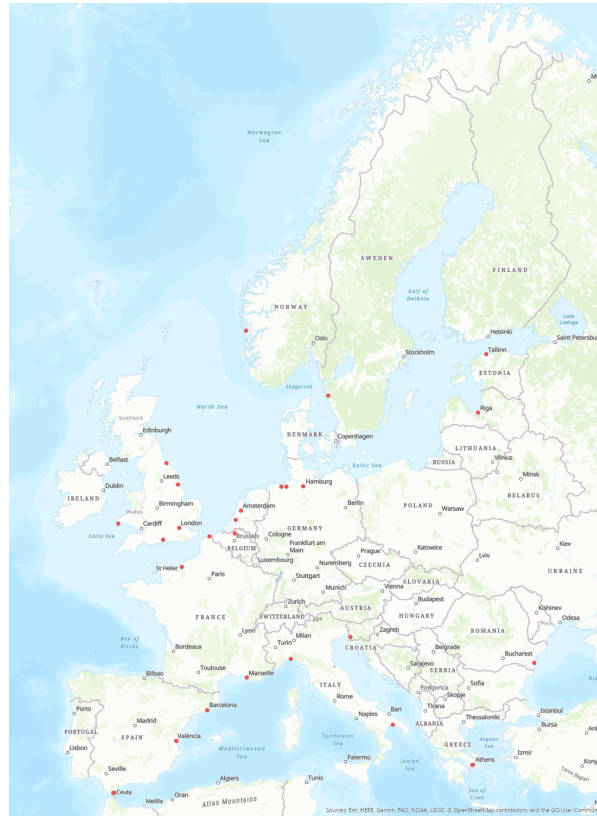 Norwegian
Sea
SWEDEN
FINLAND
Gulf of
Bothnia
NORWAY
Lake
Ladoga
Oslo
Helsinki
Saint Petersbu
Stockholm
Tallinn
ESTONIA
Skagerrak
North Sea
Riga
Scotland
Edinburgh
DENMARK
Copenhagen
LITHUANIA
Belfast
Baltic Sea
RUSSIA
Vilnius
Leeds
Minsk
Dublin
Hamburg
IRELAND
BELARUS
Birmingham
Amsterdam
Berlin
POLAND
Warsaw
Wales
Cardiff
London
GERMANY
Celtic Sea
Brussels
Cologne
Kiev
BELGIUM
Frankfurt am
Main
Prague
Katowice
Lviv
Luxembourg
Nuremberg
CZECHIA
St Helier
Paris
UKRAINE
Stuttgart
SLOVAKIA
Munich
Vienna
Zurich
Budapest
AUSTRIA
Kishinev
FRANCE
SWITZERLAND
HUNGARY
Odesa
Lyon
Milan
Zagreb
ROMANIA
Bay of
Biscay
Turin
Bordeaux
CROATIA
Belgrade
Bucharest
Toulouse
Sarajevo
SERBIA
Bilbao
Marseille
ITALY
Podgorica
Sofia
Rome
Skopje
Porto
Barcelona
Naples
Bari
Tirana
Istanbul
Madrid
ALBANIA
Thessaloniki
Bursa
PORTUGAL
SPAIN
València
Tyrrhenian
Sea
GREECE
Aegean
Sea
Lisbon
Mediterranean
Sea
Palermo
Ionian
Sea
Athens
Izmir
Seville
Algiers
Tunis
Ceuta
Melilla
Oran
Atlas Mountains
Sea of
Crete
Sources: Esri, HERE, Garmin, FAO, NOAA, USGS, © OpenStreetMap contributors, and the GIS User Commun